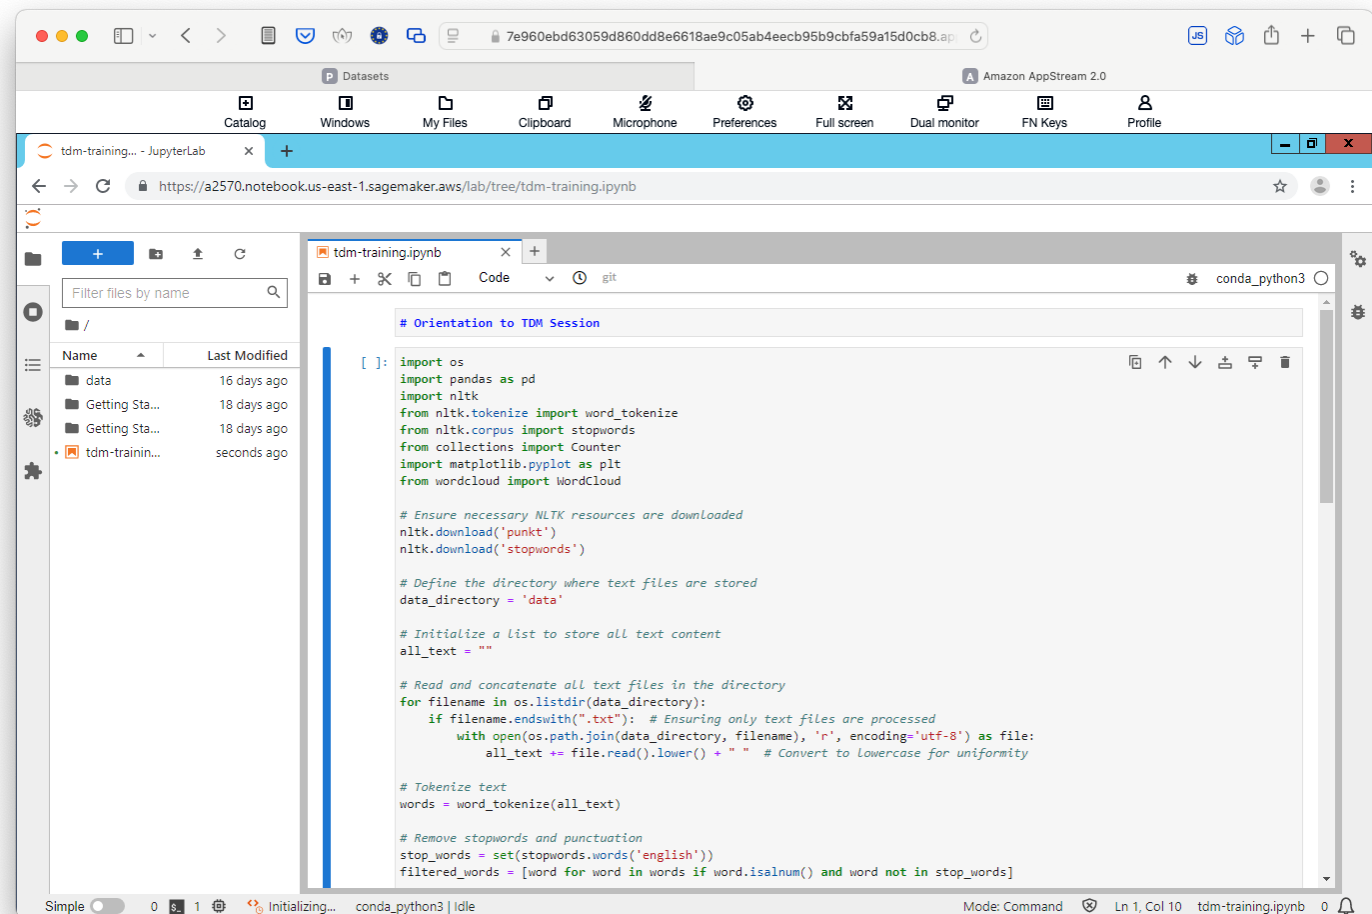 7e960ebd63059d860dd8e6618ae9c05ab4eecb95b9cbfa59a15d0cb8.ap
JS
P Datasets
A Amazon AppStream 2.0
Catalog Windows My Files Clipboard Microphone Preferences Full screen Dual monitor FN Keys Profile
tdm-training... - JupyterLab
https://a2570.notebook.us-east-1.sagemaker.aws/lab/tree/tdm-training.ipynb
tdm-training.ipynb
Code git conda_python3
Filter files by name
/
Name Last Modified
data 16 days ago
Getting Sta... 18 days ago
Getting Sta... 18 days ago
tdm-trainin... seconds ago
# Orientation to TDM Session
[ ]: import os
import pandas as pd
import nltk
from nltk.tokenize import word_tokenize
from nltk.corpus import stopwords
from collections import Counter
import matplotlib.pyplot as plt
from wordcloud import WordCloud
# Ensure necessary NLTK resources are downloaded
nltk.download('punkt')
nltk.download('stopwords')
# Define the directory where text files are stored
data_directory = 'data'
# Initialize a list to store all text content
all_text = ""
# Read and concatenate all text files in the directory
for filename in os.listdir(data_directory):
if filename.endswith(".txt"): # Ensuring only text files are processed
with open(os.path.join(data_directory, filename), 'r', encoding='utf-8') as file:
all_text += file.read().lower() + " " # Convert to lowercase for uniformity
# Tokenize text
words = word_tokenize(all_text)
# Remove stopwords and punctuation
stop_words = set(stopwords.words('english'))
filtered_words = [word for word in words if word.isalnum() and word not in stop_words]
Simple 0 1 Initializing... conda_python3 | Idle Mode: Command Ln 1, Col 10 tdm-training.ipynb 0